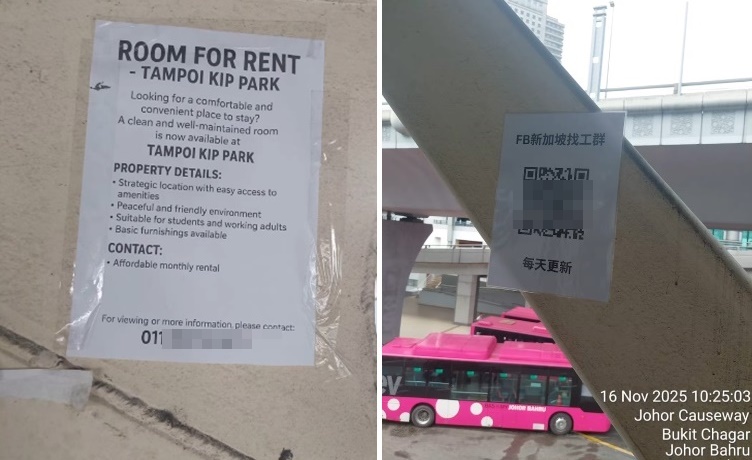 ROOM FOR RENT
- TAMPOI KIP PARK
Looking for a comfortable and
convenient place to stay?
A clean and well-maintained room
is now available at
TAMPOI KIP PARK
PROPERTY DETAILS:
• Strategic location with easy access to
amenities
• Peaceful and friendly environment
• Suitable for students and working adults
• Basic furnishings available
CONTACT:
• Affordable monthly rental
For viewing or more information, please contact:
011
FB新加坡找工群
每天更新
JOHOR BAHRU
16 Nov 2025 10:25:03
Johor Causeway
Bukit Chagar
Johor Bahru